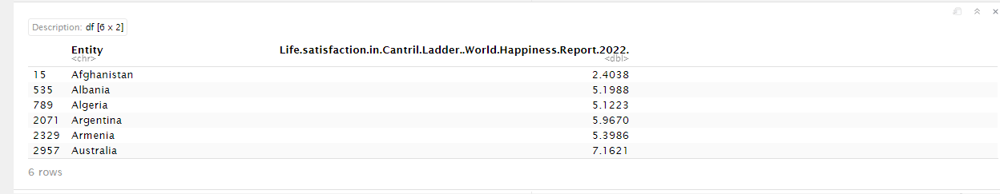 Description: df [6 x 2]
Entity Life.satisfaction.in.Cantril.Ladder..World.Happiness.Report.2022.
<chr> <dbl>
15 Afghanistan 2.4038
535 Albania 5.1988
789 Algeria 5.1223
2071 Argentina 5.9670
2329 Armenia 5.3986
2957 Australia 7.1621
6 rows